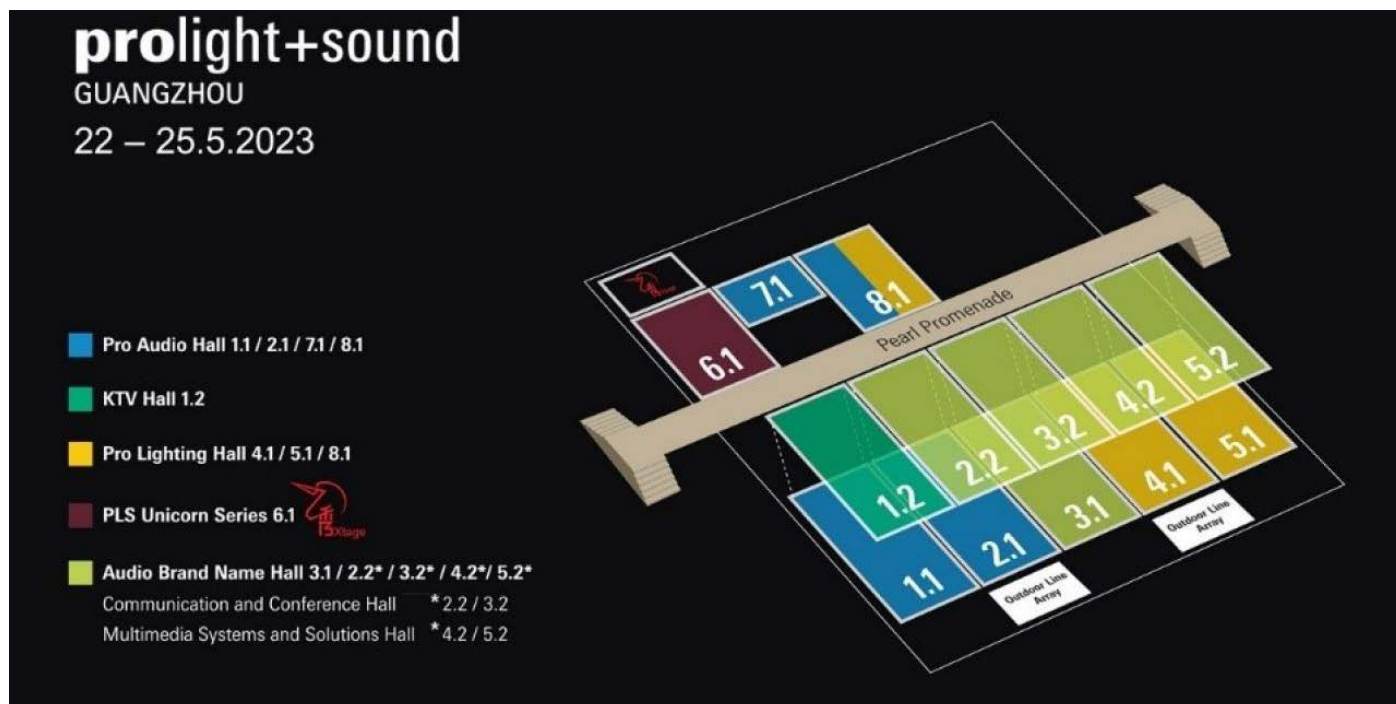 prolight+sound
GUANGZHOU
22 – 25.5.2023
Pro Audio Hall 1.1 / 2.1 / 7.1 / 8.1
KTV Hall 1.2
Pro Lighting Hall 4.1 / 5.1 / 8.1
PLS Unicorn Series 6.1
Xtage
Audio Brand Name Hall 3.1 / 2.2* / 3.2* / 4.2*/ 5.2*
Communication and Conference Hall *2.2 / 3.2
Multimedia Systems and Solutions Hall *4.2 / 5.2
7.1
8.1
6.1
Pearl Promenade
5.2
4.2
3.2
2.2
1.2
5.1
4.1
3.1
2.1
1.1
Outdoor Line
Array
Outdoor Line
Array